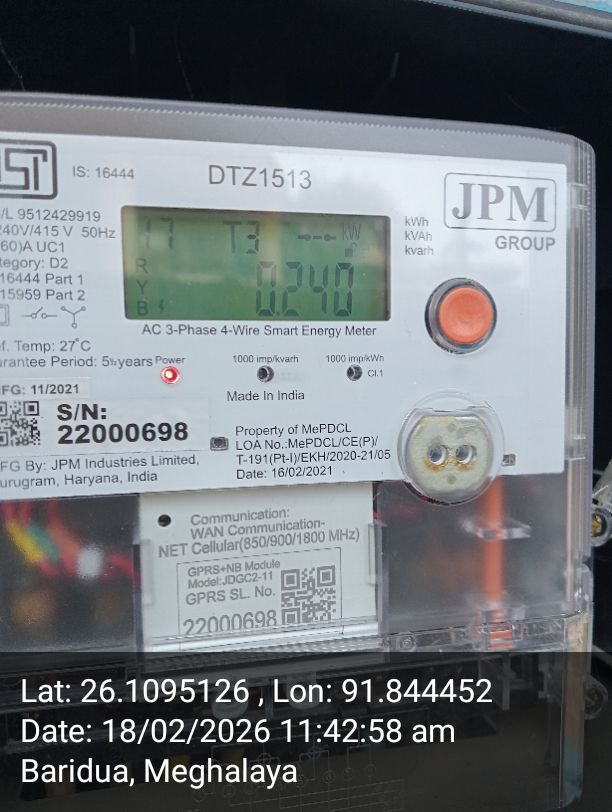 IS: 16444
DTZ1513
JPM
GROUP
/L 9512429919
240V/415 V 50Hz
60)A UC1
tegory: D2
16444 Part 1
15959 Part 2
17 T3 kW
R
Y
B
0.240
kWh
kVAh
kvarh
AC 3-Phase 4-Wire Smart Energy Meter
f. Temp: 27°C
arantee Period: 5½years
Power
1000 imp/kvarh
1000 imp/kWh
Cl.1
Made In India
FG: 11/2021
S/N:
22000698
Property of MePDCL
LOA No.:MePDCL/CE(P)/
T-191(Pt-I)/EKH/2020-21/05
Date: 16/02/2021
FG By: JPM Industries Limited,
urugram, Haryana, India
Communication:
WAN Communication-
NET Cellular(850/900/1800 MHz)
GPRS+NB Module
Model:JDGC2-11
GPRS SL. No.
22000698
Lat: 26.1095126 , Lon: 91.844452
Date: 18/02/2026 11:42:58 am
Baridua, Meghalaya